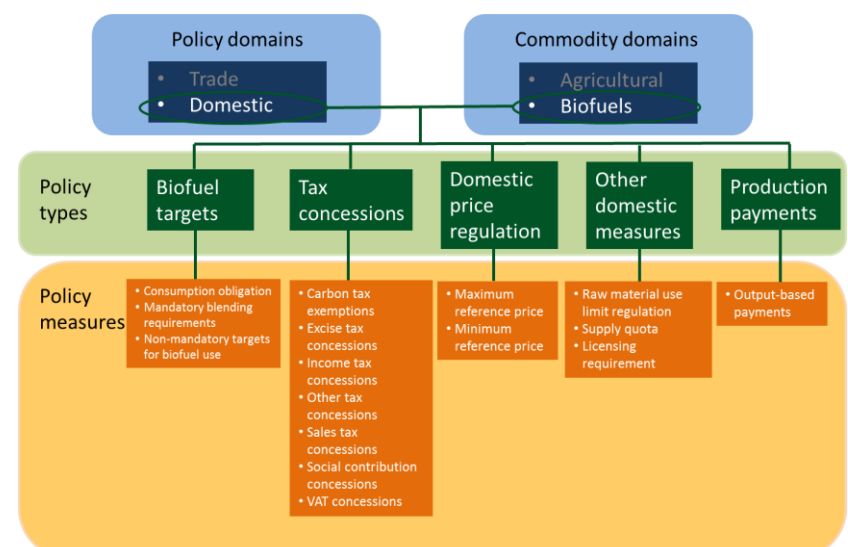 Policy domains
• Trade
• Domestic
Commodity domains
• Agricultural
• Biofuels
Policy
types
Biofuel
targets
Tax
concessions
Domestic
price
regulation
Other
domestic
measures
Production
payments
Policy
measures
• Consumption obligation
• Mandatory blending
requirements
• Non-mandatory targets
for biofuel use
• Carbon tax
exemptions
• Excise tax
concessions
• Income tax
concessions
• Other tax
concessions
• Sales tax
concessions
• Social contribution
concessions
• VAT concessions
• Maximum
reference price
• Minimum
reference price
• Raw material use
limit regulation
• Supply quota
• Licensing
requirement
• Output-based
payments